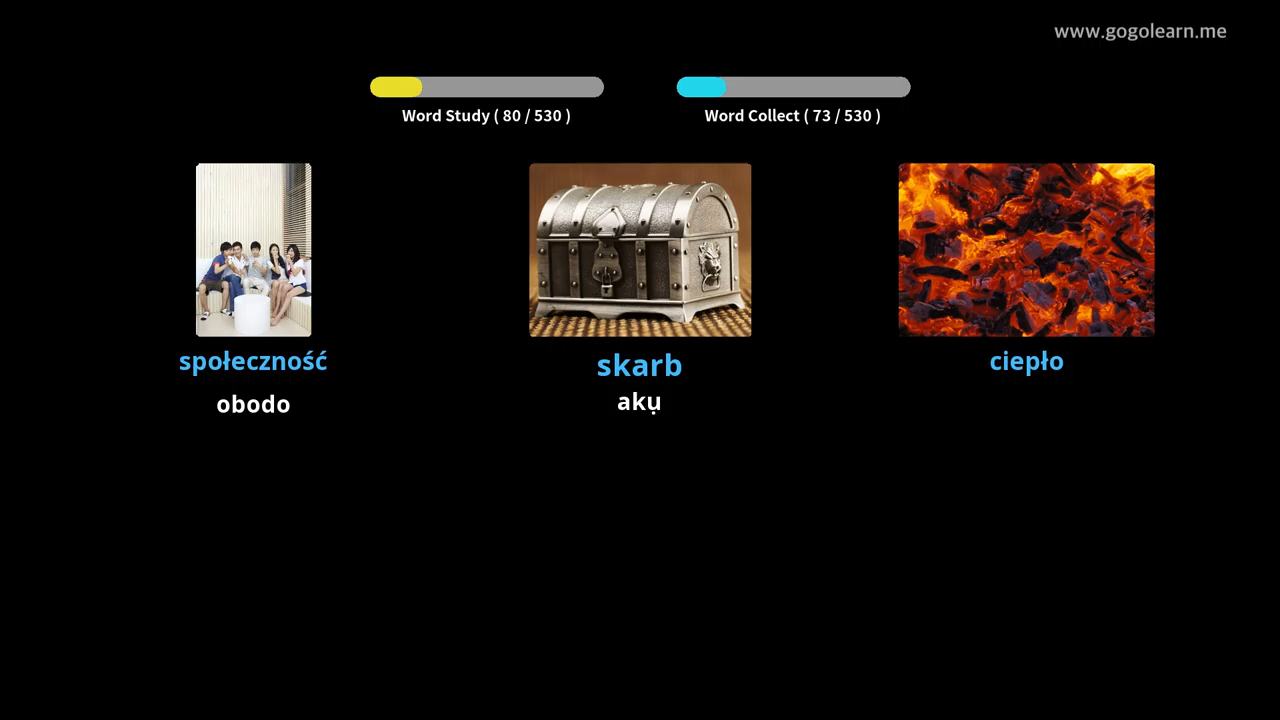 www.gogolearn.me
Word Study ( 80 / 530 )
Word Collect ( 73 / 530 )
społeczność
skarb
ciepło
obodo
akụ